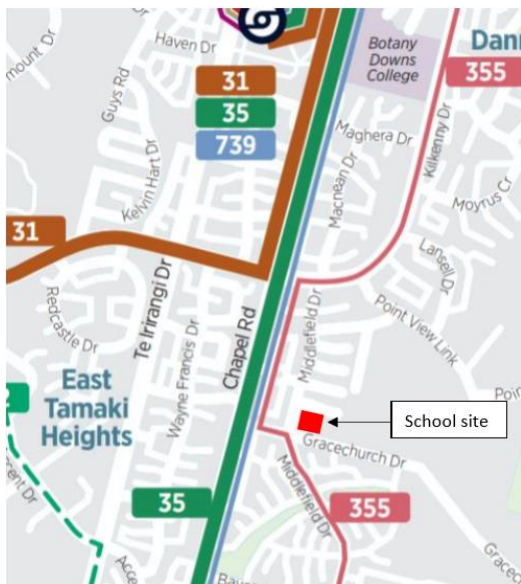 Haven Dr
Guys Rd
31
35
739
Botany
Downs
College
355
Maghera Dr
Kilkenny Dr
Macnean Dr
Moyrus Cr
Kelvin Hart Dr
31
Lansell Dr
Te Irirangi Dr
Redcastle Dr
Chapel Rd
Middlefield Dr
Point View Link
Wayne Francis Dr
East
Tamaki
Heights
School site
Gracechurch Dr
Middlefield Dr
35
355